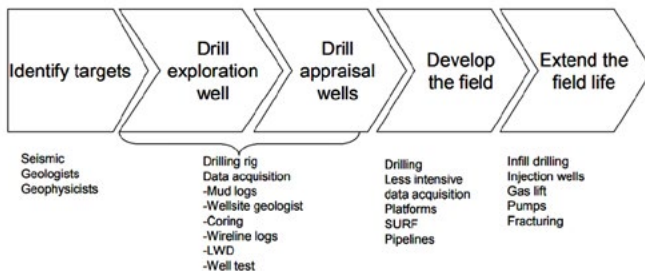 Identify targets
Drill
exploration
well
Drill
appraisal
wells
Develop
the field
Extend the
field life
Seismic
Geologists
Geophysicists
Drilling rig
Data acquisition
-Mud logs
-Wellsite geologist
-Coring
-Wireline logs
-LWD
-Well test
Drilling
Less intensive
data acquisition
Platforms
SURF
Pipelines
Infill drilling
Injection wells
Gas lift
Pumps
Fracturing